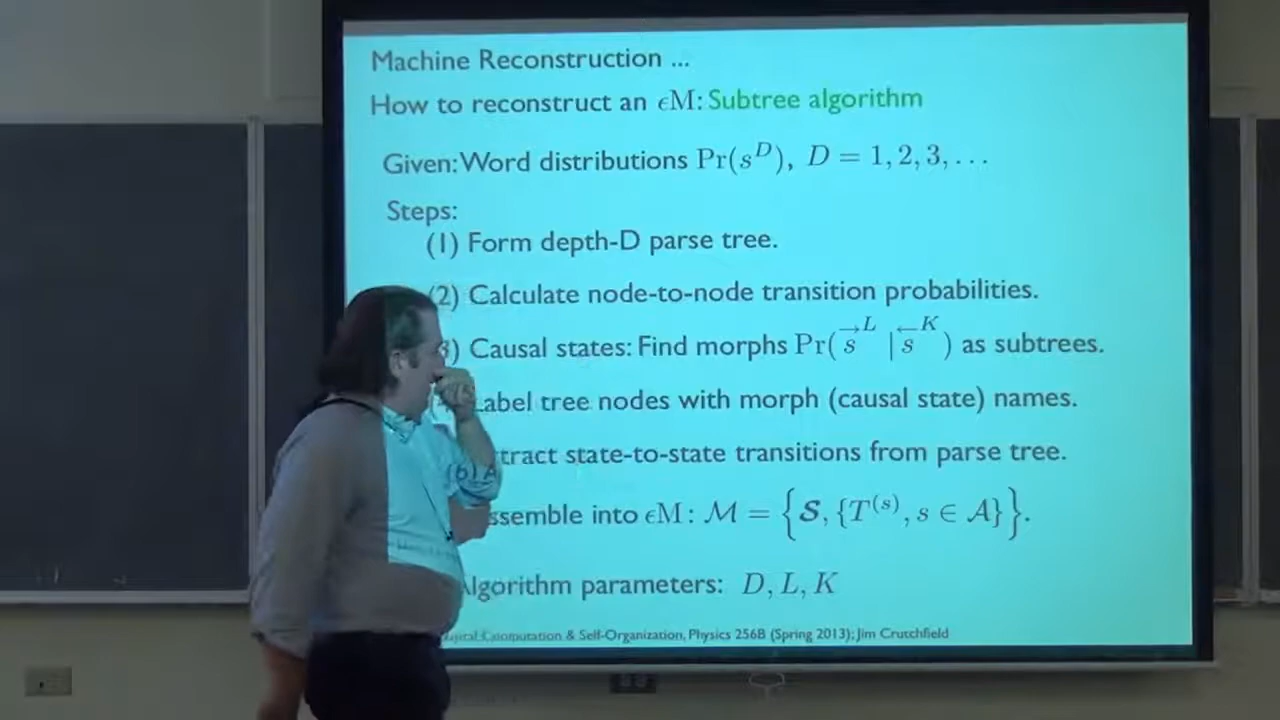 Machine Reconstruction ...
How to reconstruct an ϵM: Subtree algorithm
Given: Word distributions Pr(s^D), D = 1, 2, 3, . . .
Steps:
(1) Form depth-D parse tree.
2) Calculate node-to-node transition probabilities.
) Causal states: Find morphs Pr(s→^L | s←^K) as subtrees.
Label tree nodes with morph (causal state) names.
tract state-to-state transitions from parse tree.
(6) A ssemble into ϵM: M = {S, {T^(s), s ∈ A}}.
Algorithm parameters: D, L, K
Computation & Self-Organization, Physics 256B (Spring 2013); Jim Crutchfield